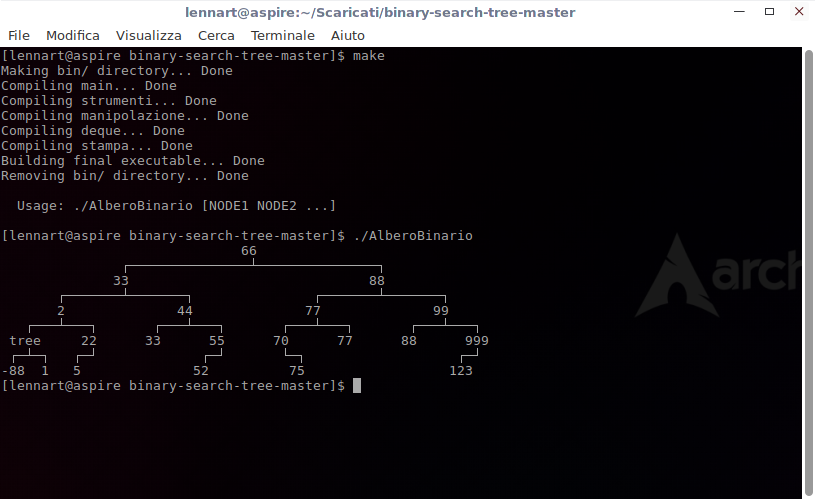 lennart@aspire:~/Scaricati/binary-search-tree-master
File Modifica Visualizza Cerca Terminale Aiuto
[lennart@aspire binary-search-tree-master]$ make
Making bin/ directory... Done
Compiling main... Done
Compiling strumenti... Done
Compiling manipolazione... Done
Compiling deque... Done
Compiling stampa... Done
Building final executable... Done
Removing bin/ directory... Done
Usage: ./AlberoBinario [NODE1 NODE2 ...]
[lennart@aspire binary-search-tree-master]$ ./AlberoBinario
66
33 88
2 44 77 99
tree 22 33 55 70 77 88 999
-88 1 5 52 75 123
[lennart@aspire binary-search-tree-master]$
arch